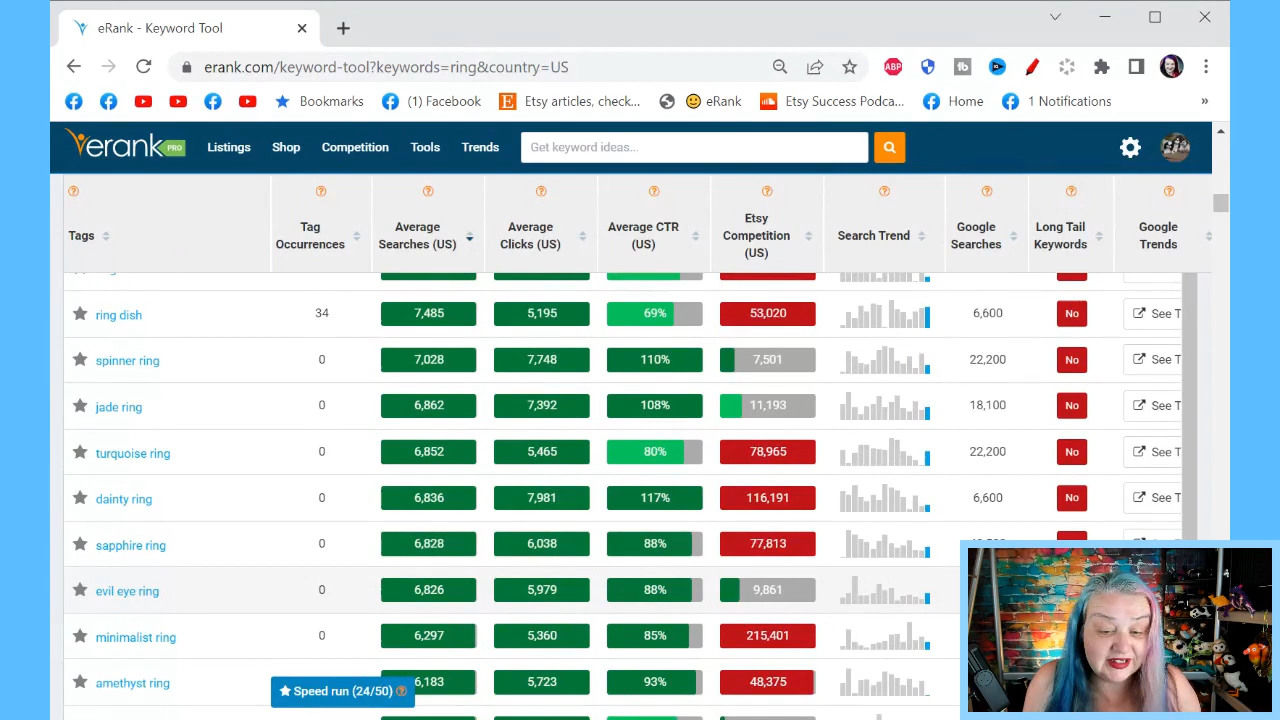 eRank - Keyword Tool
erank.com/keyword-tool?keywords=ring&country=US
ABP
Bookmarks (1) Facebook Etsy articles, check... eRank Etsy Success Podca... Home 1 Notifications »
erank PRO Listings Shop Competition Tools Trends Get keyword ideas...
Tags Tag Occurrences Average Searches (US) Average Clicks (US) Average CTR (US) Etsy Competition (US) Search Trend Google Searches Long Tail Keywords Google Trends
ring dish 34 7,485 5,195 69% 53,020 6,600 No See T
spinner ring 0 7,028 7,748 110% 7,501 22,200 No See T
jade ring 0 6,862 7,392 108% 11,193 18,100 No See T
turquoise ring 0 6,852 5,465 80% 78,965 22,200 No See T
dainty ring 0 6,836 7,981 117% 116,191 6,600 No See T
sapphire ring 0 6,828 6,038 88% 77,813
evil eye ring 0 6,826 5,979 88% 9,861
minimalist ring 0 6,297 5,360 85% 215,401
amethyst ring 6,183 5,723 93% 48,375
Speed run (24/50)